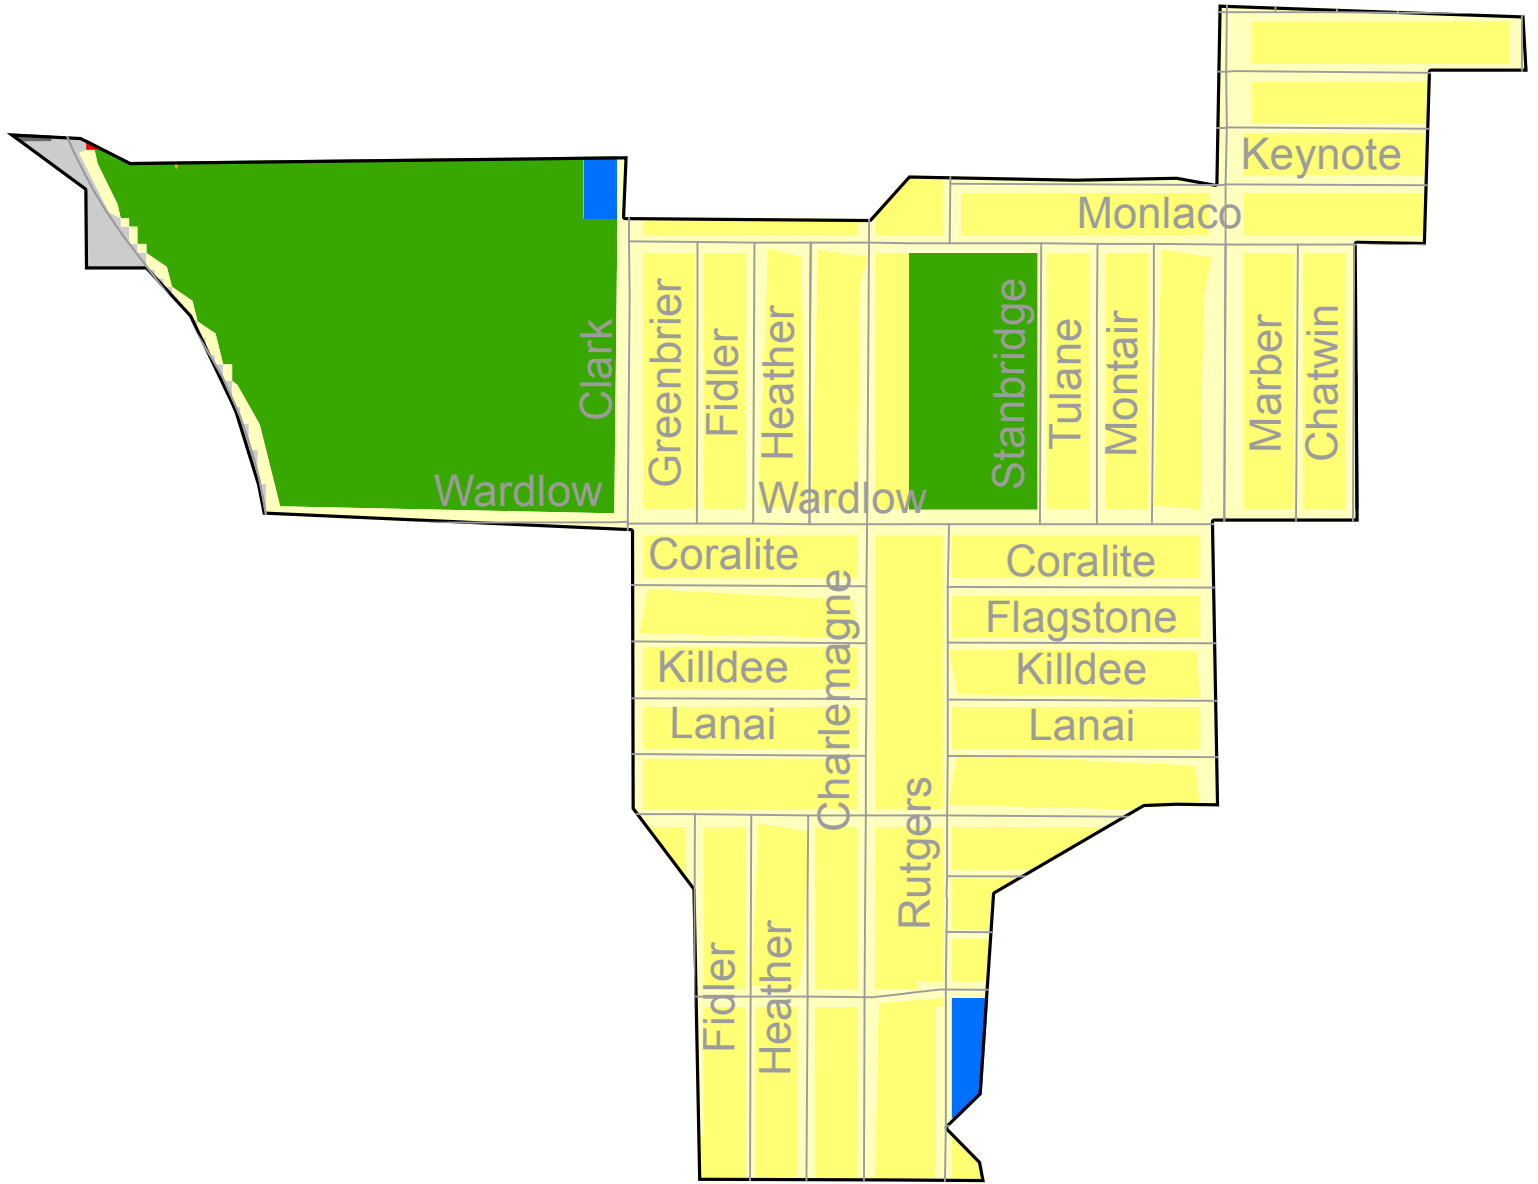 Keynote
Monlaco
Clark
Greenbrier
Fidler
Heather
Stanbridge
Tulane
Montair
Marber
Chatwin
Wardlow
Wardlow
Coralite
Coralite
Charlemagne
Flagstone
Killdee
Killdee
Lanai
Lanai
Rutgers
Fidler
Heather